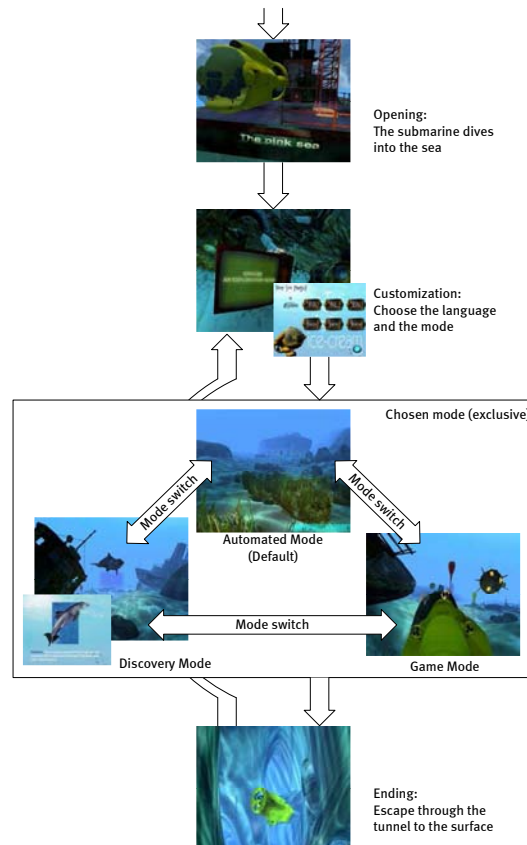 The pink sea
Opening:
The submarine dives
into the sea
Customization:
Choose the language
and the mode
Chosen mode (exclusive)
Mode switch
Mode switch
Automated Mode
(Default)
Mode switch
Discovery Mode
Game Mode
Ending:
Escape through the
tunnel to the surface